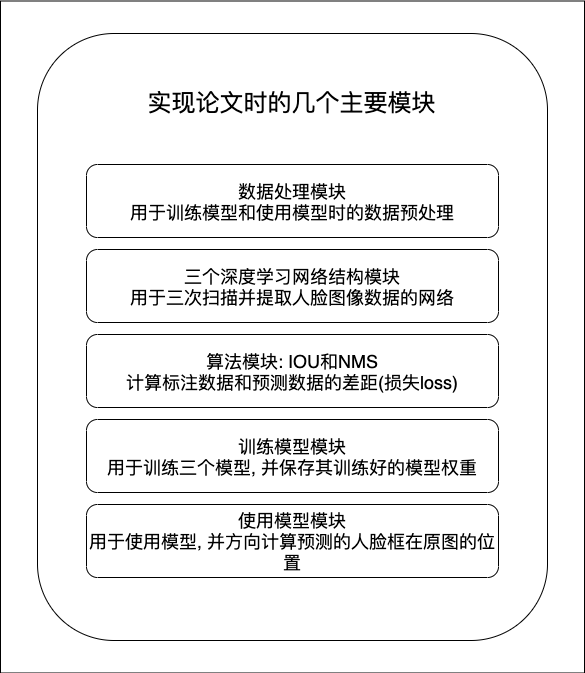 实现论文时的几个主要模块
数据处理模块
用于训练模型和使用模型时的数据预处理
三个深度学习网络结构模块
用于三次扫描并提取人脸图像数据的网络
算法模块: IOU和NMS
计算标注数据和预测数据的差距(损失loss)
训练模型模块
用于训练三个模型, 并保存其训练好的模型权重
使用模型模块
用于使用模型, 并方向计算预测的人脸框在原图的位
置